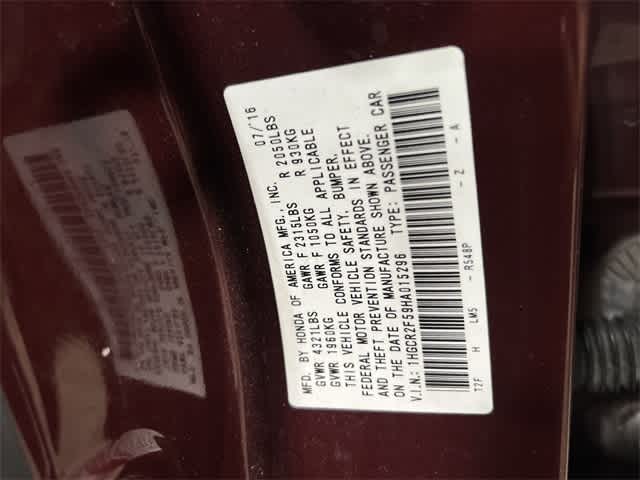 MFD. BY HONDA OF AMERICA MFG., INC. 07/16
GVWR 4321LBS GAWR F 2315LBS R 2050LBS
GVWR 1960KG GAWR F 1050KG R 930KG
THIS VEHICLE CONFORMS TO ALL APPLICABLE
FEDERAL MOTOR VEHICLE SAFETY, BUMPER,
AND THEFT PREVENTION STANDARDS IN EFFECT
ON THE DATE OF MANUFACTURE SHOWN ABOVE.
V.I.N.: 1HGCR2F59HA015296 TYPE: PASSENGER CAR
T2F H LM5 - R548P - Z - A